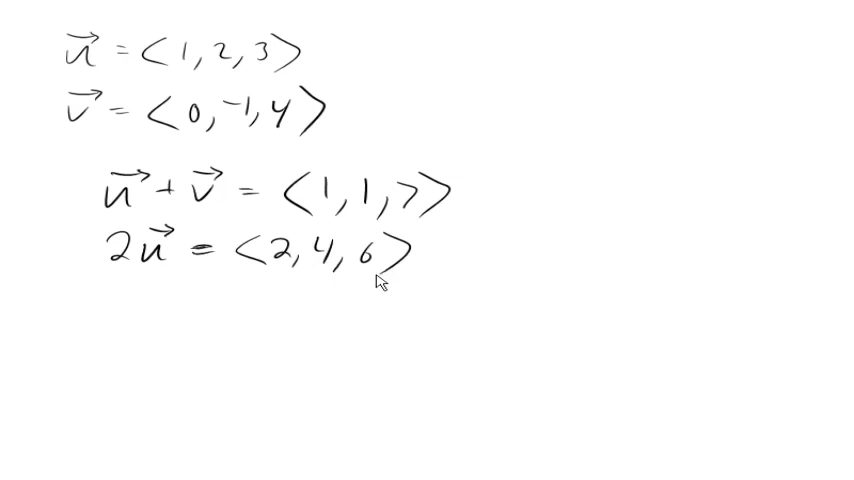 u⃗ = <1, 2, 3>
v⃗ = <0, -1, 4>
u⃗ + v⃗ = <1, 1, 7>
2u⃗ = <2, 4, 6>